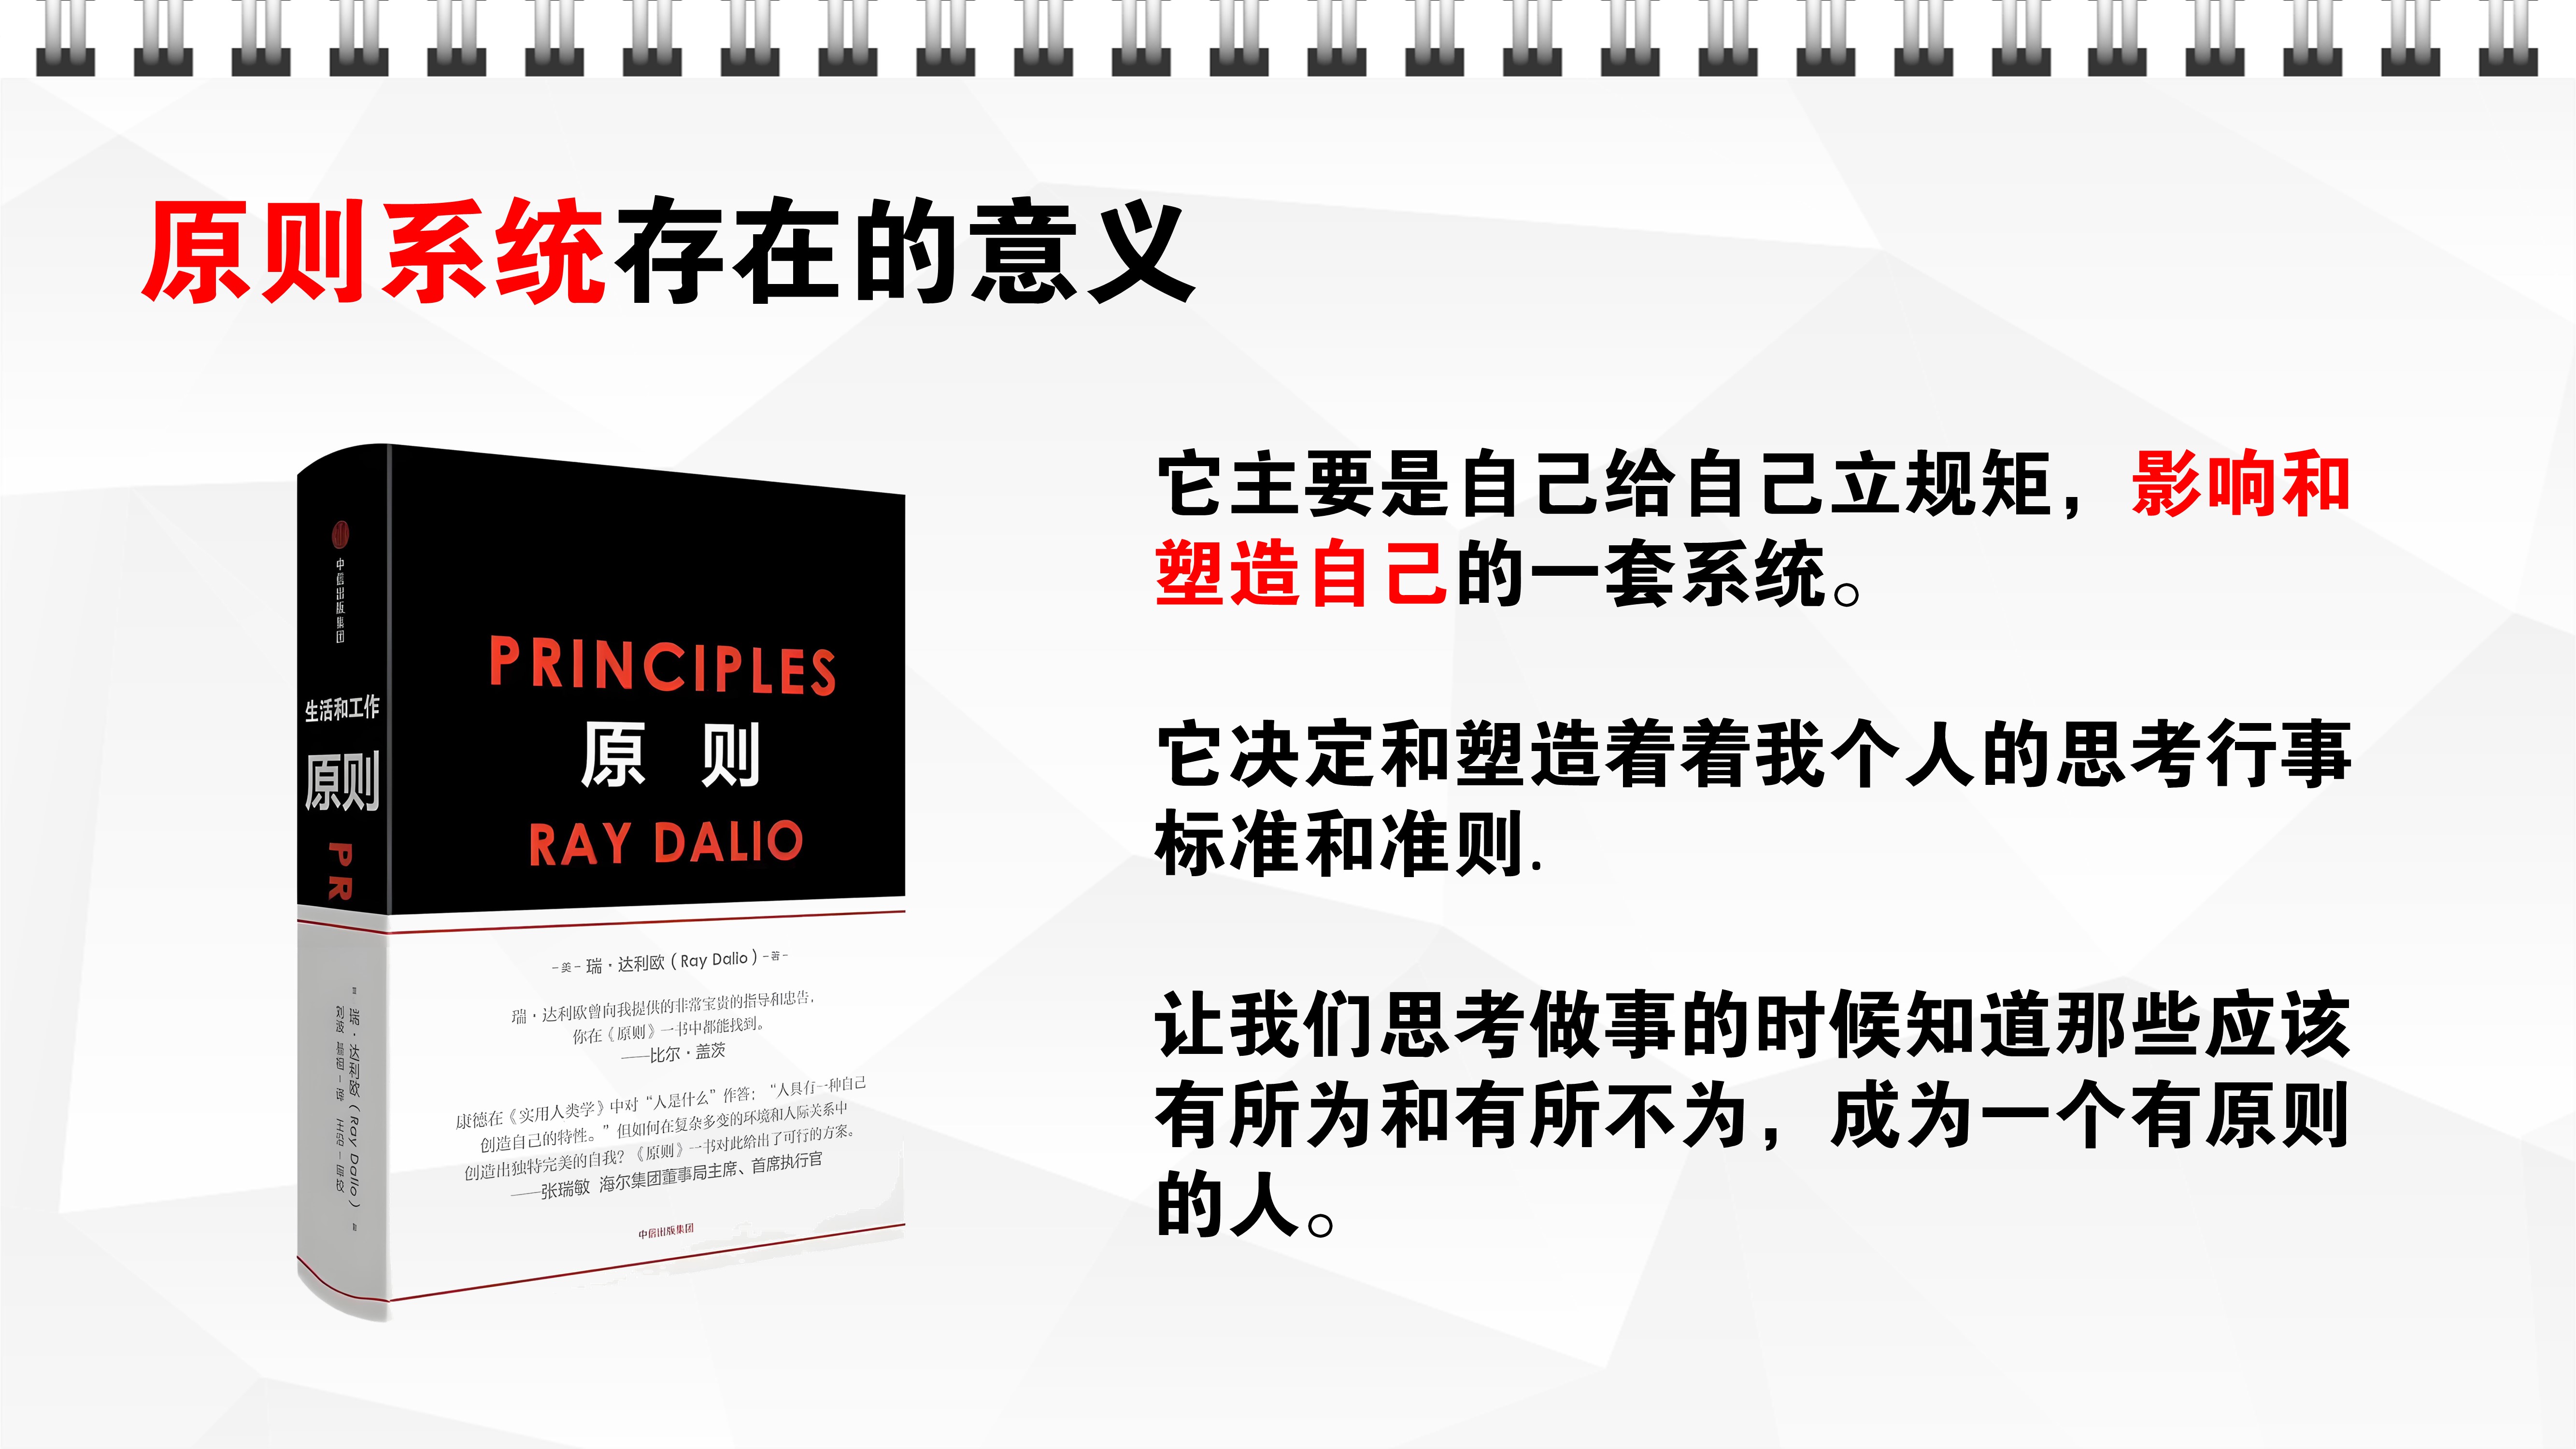 原则系统存在的意义
中信出版集团
生活和工作
原则
PR
瑞·达利欧（Ray Dalio）
刘波 綦相 译 王沿 审校
PRINCIPLES
原 则
RAY DALIO
-美- 瑞·达利欧（Ray Dalio）-著-
瑞·达利欧曾向我提供的非常宝贵的指导和忠告，
你在《原则》一书中都能找到。
——比尔·盖茨
康德在《实用人类学》中对“人是什么”作答：“人具有一种自己
创造自己的特性。”但如何在复杂多变的环境和人际关系中
创造出独特完美的自我？《原则》一书对此给出了可行的方案。
——张瑞敏 海尔集团董事局主席、首席执行官
中信出版集团
它主要是自己给自己立规矩，影响和
塑造自己的一套系统。
它决定和塑造着着我个人的思考行事
标准和准则.
让我们思考做事的时候知道那些应该
有所为和有所不为，成为一个有原则
的人。